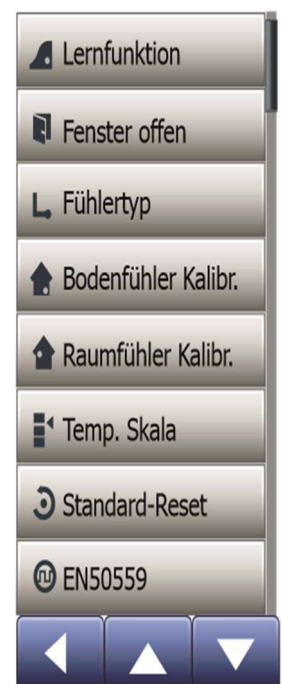 Lernfunktion
Fenster offen
Fühlertyp
Bodenfühler Kalibr.
Raumfühler Kalibr.
Temp. Skala
Standard-Reset
EN50559